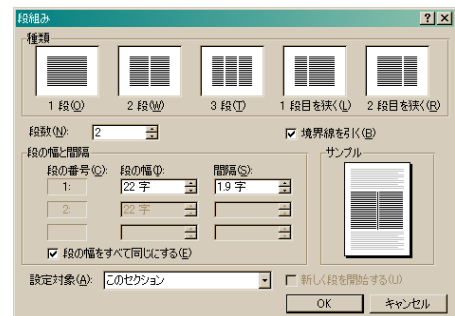 段組み
種類
1 段(O) 2 段(W) 3 段(T) 1 段目を狭く(L) 2 段目を狭く(R)
段数(N): 2 境界線を引く(B)
段の幅と間隔 サンプル
段の番号(C): 段の幅(I): 間隔(S):
1: 22 字 1.9 字
2: 22 字
段の幅をすべて同じにする(E)
設定対象(A): このセクション 新しく段を開始する(U)
OK キャンセル